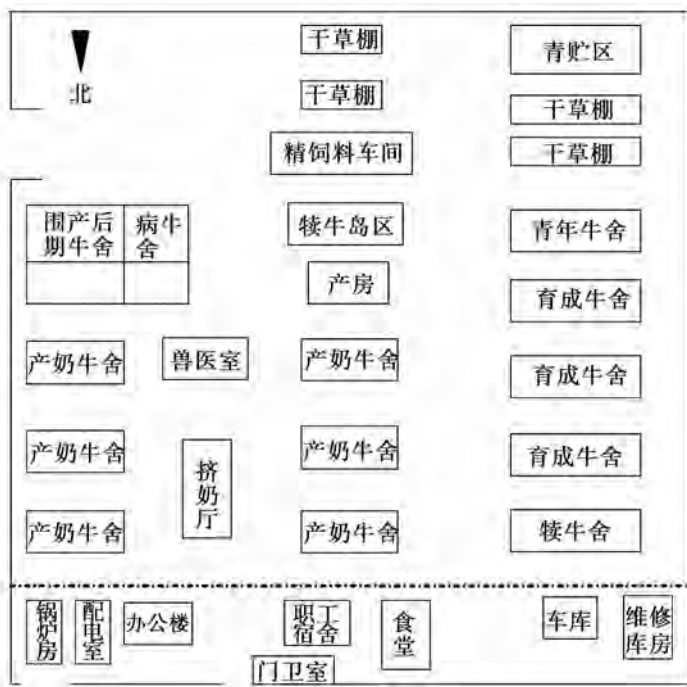 北
干草棚
青贮区
干草棚
干草棚
精饲料车间
干草棚
围产后
期牛舍
病牛
舍
犊牛岛区
青年牛舍
产房
育成牛舍
产奶牛舍
兽医室
产奶牛舍
育成牛舍
产奶牛舍
挤奶厅
产奶牛舍
育成牛舍
产奶牛舍
产奶牛舍
犊牛舍
锅炉房
配电室
办公楼
职工
宿舍
食堂
车库
维修
库房
门卫室